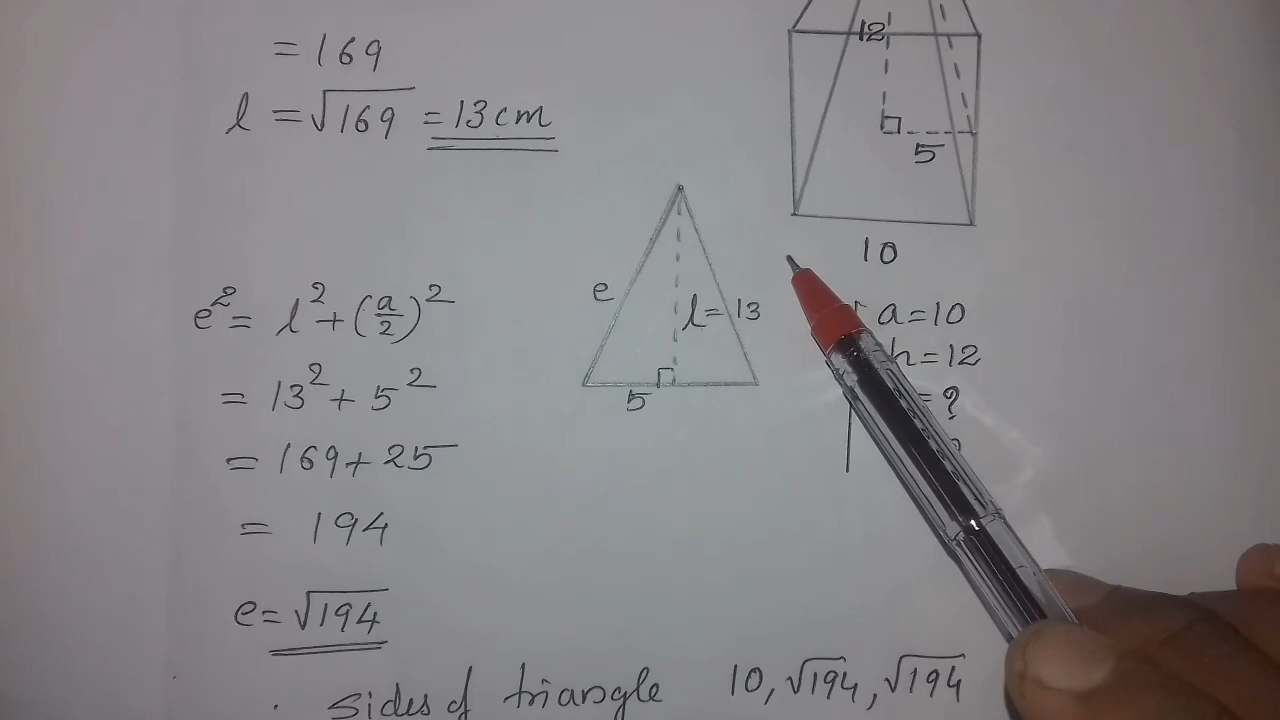 = 169
l = √169 = 13cm
12
5
10
e² = l² + (a/2)²
= 13² + 5²
= 169 + 25
= 194
e = √194
e
l = 13
5
a = 10
h = 12
= ?
sides of triangle 10, √194, √194